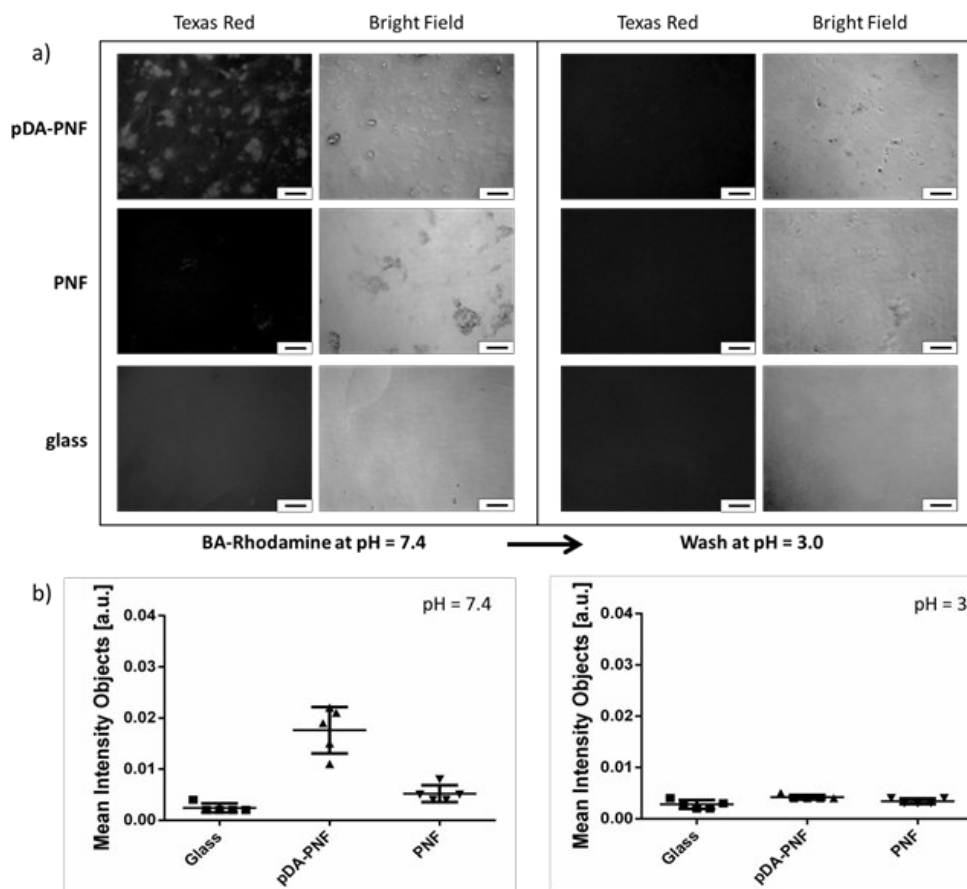 Texas Red Bright Field Texas Red Bright Field
a)
pDA-PNF
PNF
glass
BA-Rhodamine at pH = 7.4 Wash at pH = 3.0
b)
pH = 7.4
Mean Intensity Objects [a.u.]
0.04
0.03
0.02
0.01
0.00
Glass
pDA-PNF
PNF
pH = 3
Mean Intensity Objects [a.u.]
0.04
0.03
0.02
0.01
0.00
Glass
pDA-PNF
PNF